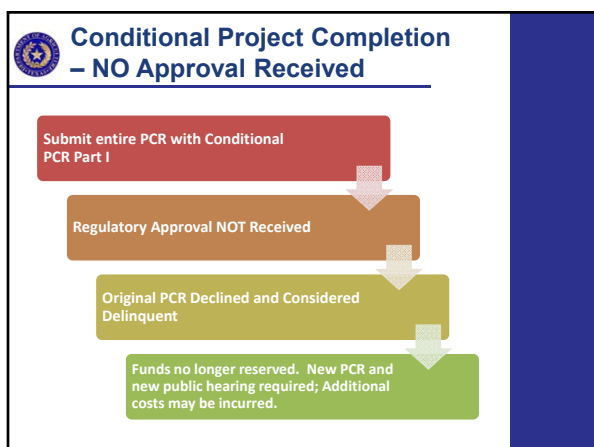 Conditional Project Completion
– NO Approval Received
Submit entire PCR with Conditional
PCR Part I
Regulatory Approval NOT Received
Original PCR Declined and Considered
Delinquent
Funds no longer reserved.  New PCR and
new public hearing required; Additional
costs may be incurred.